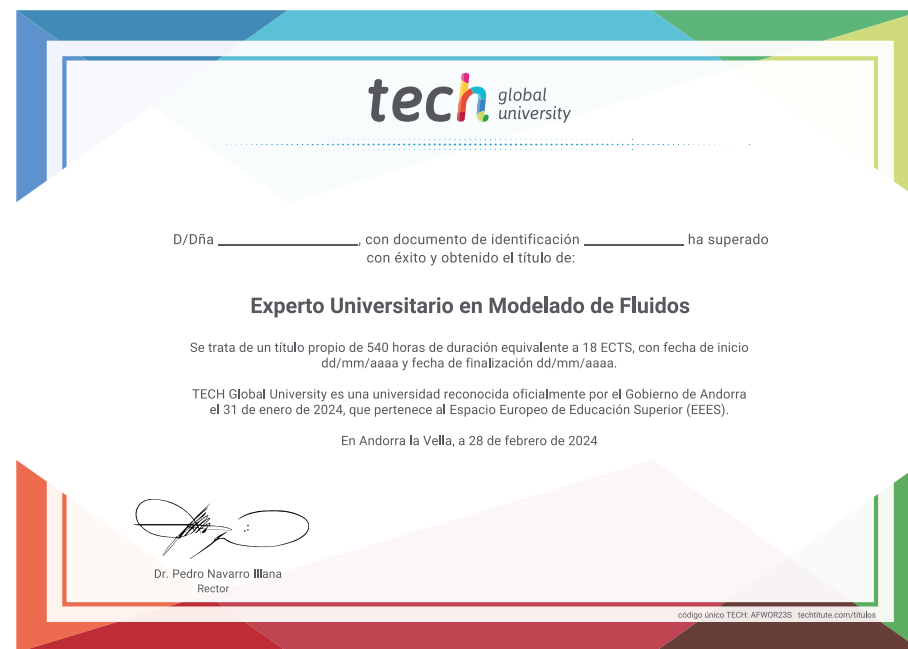 tech global
university
D/Dña ______________, con documento de identificación __________ ha superado
con éxito y obtenido el título de:
Experto Universitario en Modelado de Fluidos
Se trata de un título propio de 540 horas de duración equivalente a 18 ECTS, con fecha de inicio
dd/mm/aaaa y fecha de finalización dd/mm/aaaa.
TECH Global University es una universidad reconocida oficialmente por el Gobierno de Andorra
el 31 de enero de 2024, que pertenece al Espacio Europeo de Educación Superior (EEES).
En Andorra la Vella, a 28 de febrero de 2024
Dr. Pedro Navarro Illana
Rector
código único TECH: AFWOR23S techtitute.com/titulos